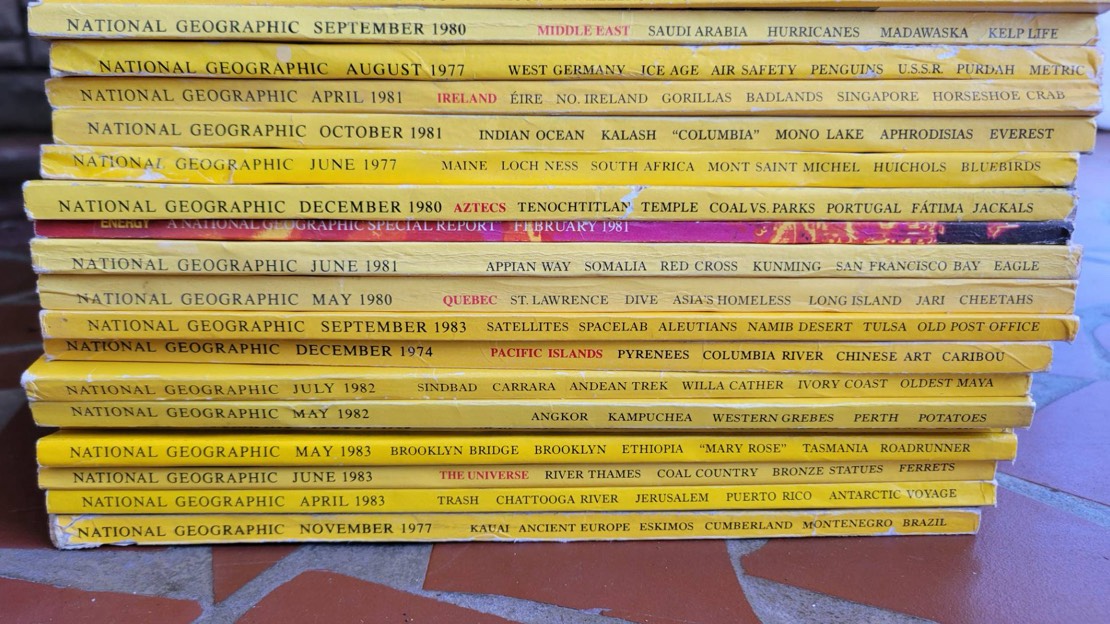 NATIONAL GEOGRAPHIC SEPTEMBER 1980 MIDDLE EAST SAUDI ARABIA HURRICANES MADAWASKA KELP LIFE
NATIONAL GEOGRAPHIC AUGUST 1977 WEST GERMANY ICE AGE AIR SAFETY PENGUINS U.S.S.R. PURDAH METRIC
NATIONAL GEOGRAPHIC APRIL 1981 IRELAND ÉIRE NO. IRELAND GORILLAS BADLANDS SINGAPORE HORSESHOE CRAB
NATIONAL GEOGRAPHIC OCTOBER 1981 INDIAN OCEAN KALASH "COLUMBIA" MONO LAKE APHRODISIAS EVEREST
NATIONAL GEOGRAPHIC JUNE 1977 MAINE LOCH NESS SOUTH AFRICA MONT SAINT MICHEL HUICHOLS BLUEBIRDS
NATIONAL GEOGRAPHIC DECEMBER 1980 AZTECS TENOCHTITLAN TEMPLE COAL VS. PARKS PORTUGAL FÁTIMA JACKALS
ENERGY A NATIONAL GEOGRAPHIC SPECIAL REPORT FEBRUARY 1981
NATIONAL GEOGRAPHIC JUNE 1981 APPIAN WAY SOMALIA RED CROSS KUNMING SAN FRANCISCO BAY EAGLE
NATIONAL GEOGRAPHIC MAY 1980 QUEBEC ST. LAWRENCE DIVE ASIA'S HOMELESS LONG ISLAND JARI CHEETAHS
NATIONAL GEOGRAPHIC SEPTEMBER 1983 SATELLITES SPACELAB ALEUTIANS NAMIB DESERT TULSA OLD POST OFFICE
NATIONAL GEOGRAPHIC DECEMBER 1974 PACIFIC ISLANDS PYRENEES COLUMBIA RIVER CHINESE ART CARIBOU
NATIONAL GEOGRAPHIC JULY 1982 SINDBAD CARRARA ANDEAN TREK WILLA CATHER IVORY COAST OLDEST MAYA
NATIONAL GEOGRAPHIC MAY 1982 ANGKOR KAMPUCHEA WESTERN GREBES PERTH POTATOES
NATIONAL GEOGRAPHIC MAY 1983 BROOKLYN BRIDGE BROOKLYN ETHIOPIA "MARY ROSE" TASMANIA ROADRUNNER
NATIONAL GEOGRAPHIC JUNE 1983 THE UNIVERSE RIVER THAMES COAL COUNTRY BRONZE STATUES FERRETS
NATIONAL GEOGRAPHIC APRIL 1983 TRASH CHATTOOGA RIVER JERUSALEM PUERTO RICO ANTARCTIC VOYAGE
NATIONAL GEOGRAPHIC NOVEMBER 1977 KAUAI ANCIENT EUROPE ESKIMOS CUMBERLAND MONTENEGRO BRAZIL